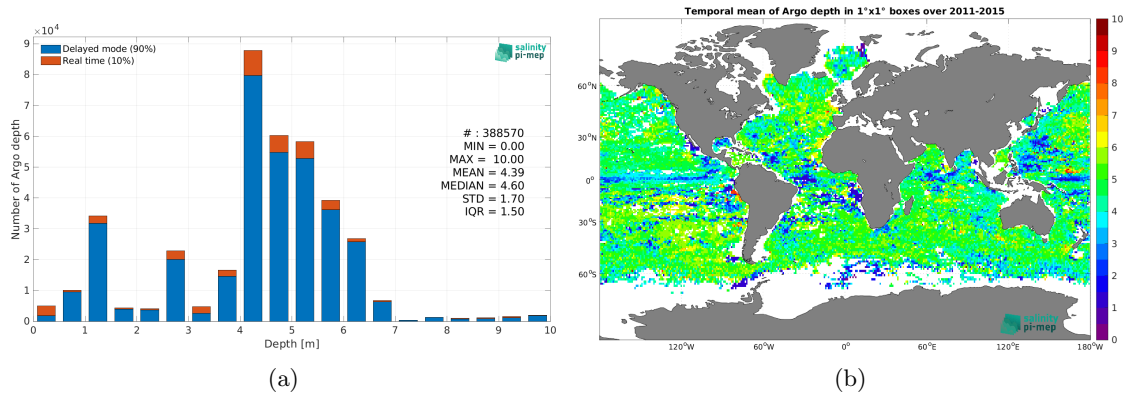 ×10⁴
9
8
7
6
5
4
3
2
1
0
Number of Argo depth
Delayed mode (90%)
Real time (10%)
salinity
pi-mep
# : 388570
MIN = 0.00
MAX = 10.00
MEAN = 4.39
MEDIAN = 4.60
STD = 1.70
IQR = 1.50
0 1 2 3 4 5 6 7 8 9 10
Depth [m]
(a)
Temporal mean of Argo depth in 1°x1° boxes over 2011-2015
60°N
30°N
0°
30°S
60°S
120°W 60°W 0° 60°E 120°E 180°W
salinity
pi-mep
10
9
8
7
6
5
4
3
2
1
0
(b)